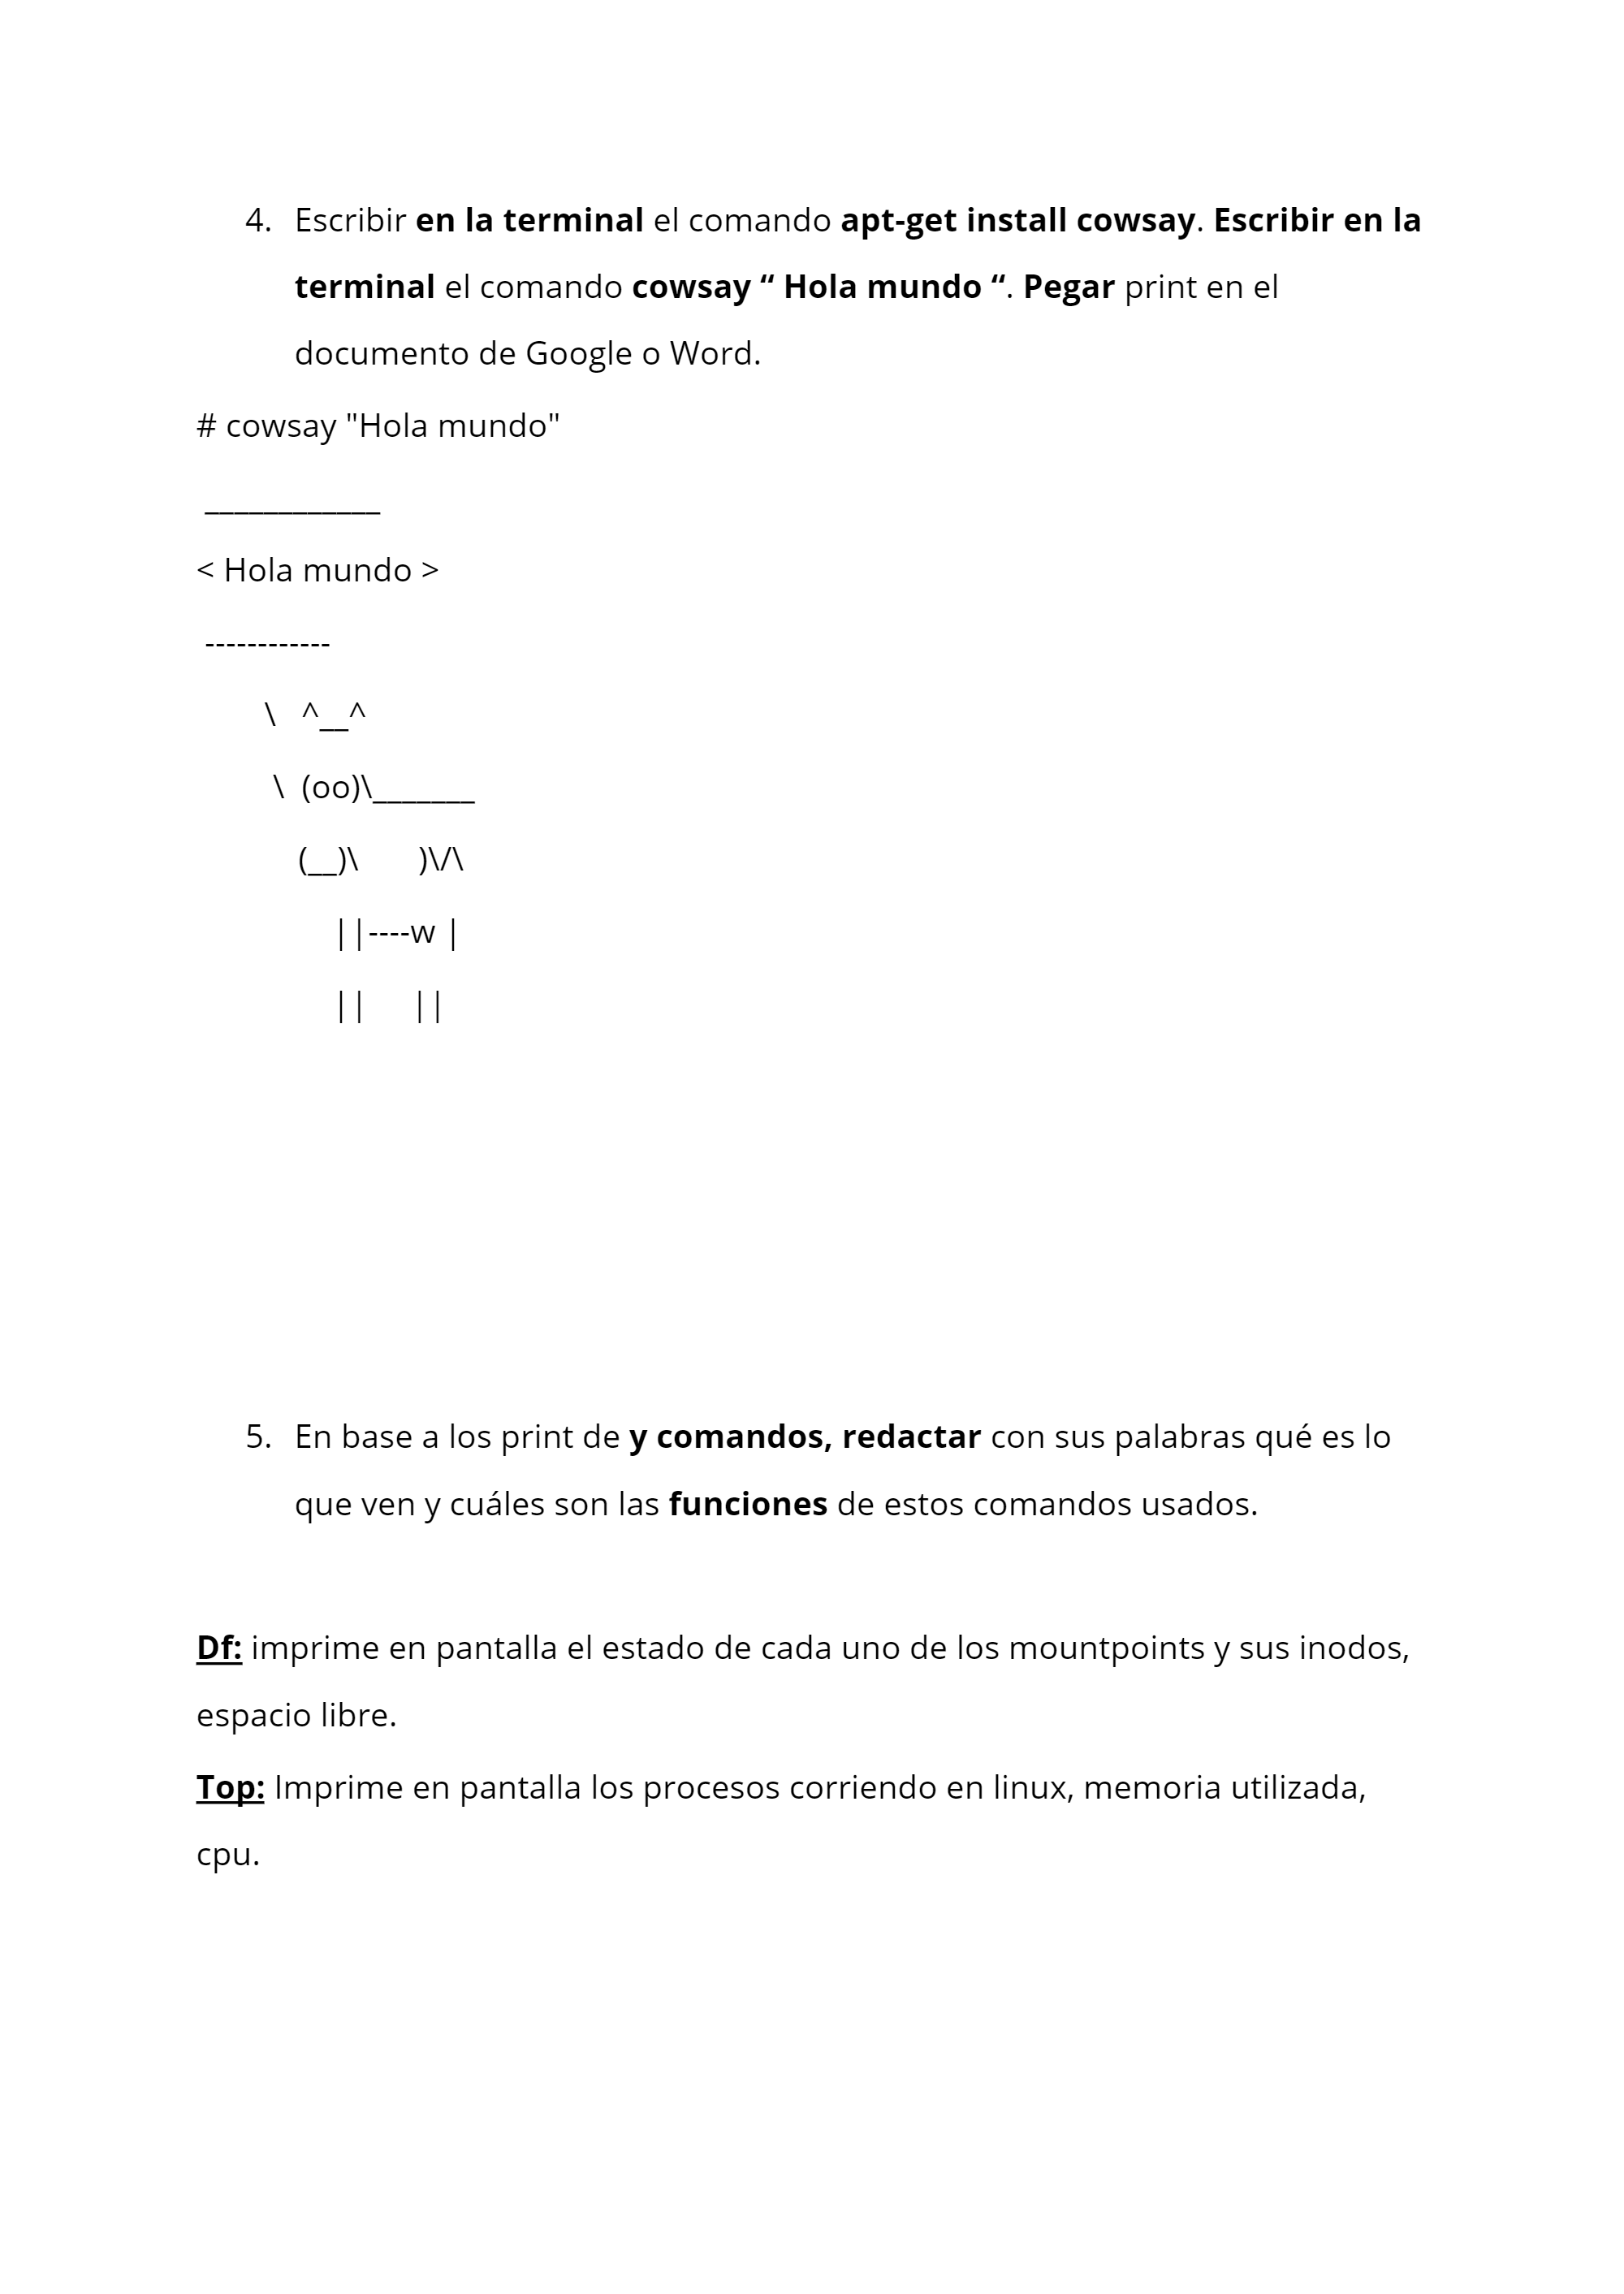 4. Escribir en la terminal el comando apt-get install cowsay. Escribir en la
terminal el comando cowsay “ Hola mundo “. Pegar print en el
documento de Google o Word.
# cowsay "Hola mundo"
____________
< Hola mundo >
------------
\ ^__^
\ (oo)\_______
(__)\ )\/\
||----w |
|| ||
5. En base a los print de y comandos, redactar con sus palabras qué es lo
que ven y cuáles son las funciones de estos comandos usados.
Df: imprime en pantalla el estado de cada uno de los mountpoints y sus inodos,
espacio libre.
Top: Imprime en pantalla los procesos corriendo en linux, memoria utilizada,
cpu.